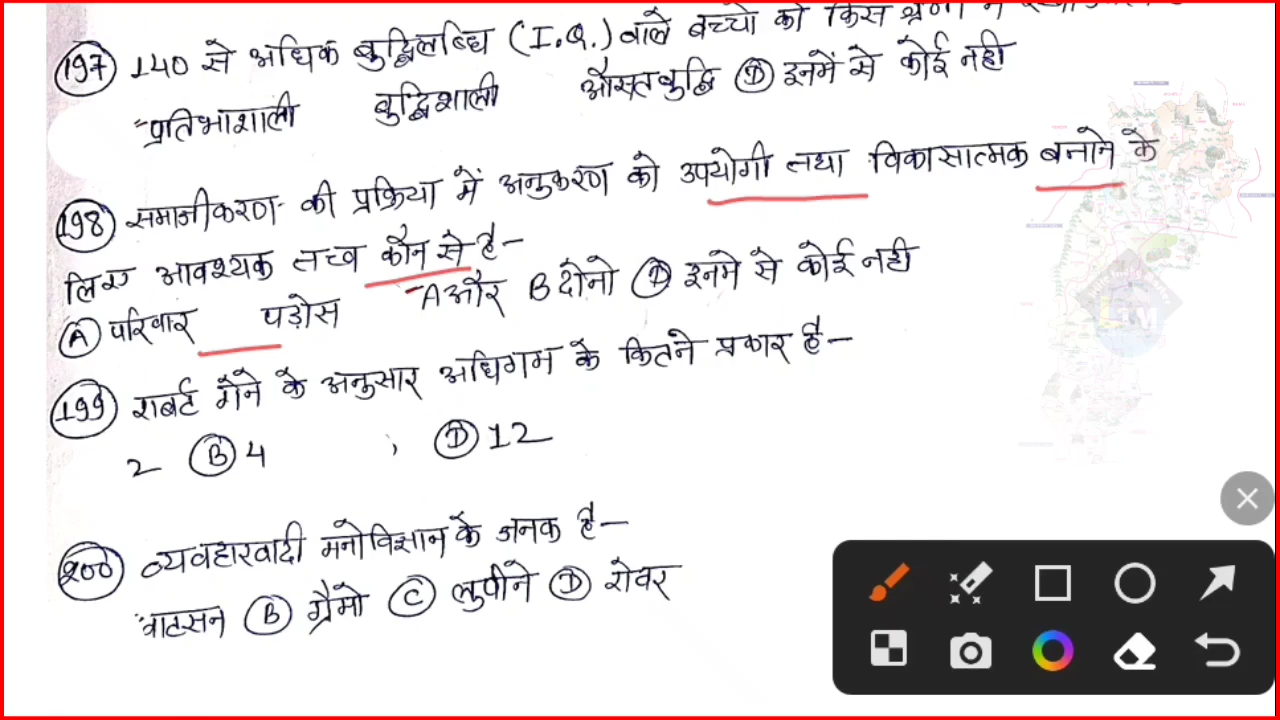 197 140 से अधिक बुद्धिलब्धि (I.Q.) वाले बच्चो को किस श्रेणी में
प्रतिभाशाली बुद्धिशाली औसतबुद्धि D इनमें से कोई नही
198 समाजीकरण की प्रक्रिया में अनुकरण को उपयोगी तथा विकासात्मक बनाने के
लिए आवश्यक तत्त्व कौन से है-
A परिवार पड़ोस A और B दोनो D इनमे से कोई नही
199 राबर्ट गैने के अनुसार अधिगम के कितने प्रकार है-
2 B 4 D 12
200 व्यवहारवादी मनोविज्ञान के जनक है-
वाटसन B ग्रैमो C लुपीने D रोवर